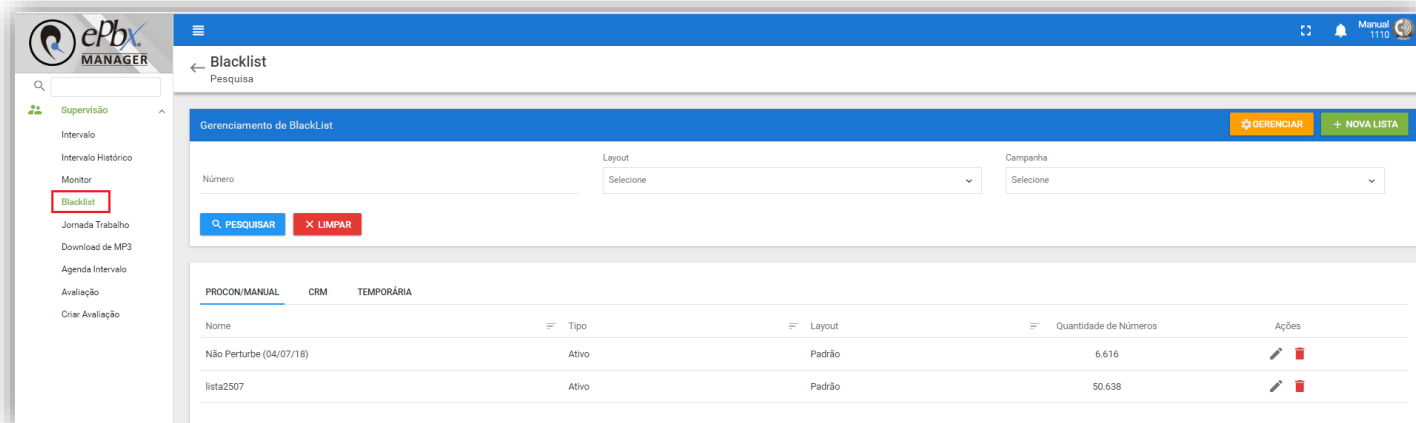 ePbx.
MANAGER
Manual
1110
Blacklist
Pesquisa
Supervisão
Intervalo
Intervalo Histórico
Monitor
Blacklist
Jornada Trabalho
Download de MP3
Agenda Intervalo
Avaliação
Criar Avaliação
Gerenciamento de BlackList
GERENCIAR
+ NOVA LISTA
Layout
Campanha
Número
Selecione
Selecione
PESQUISAR
LIMPAR
PROCON/MANUAL CRM TEMPORÁRIA
Nome Tipo Layout Quantidade de Números Ações
Não Perturbe (04/07/18) Ativo Padrão 6.616
lista2507 Ativo Padrão 50.638